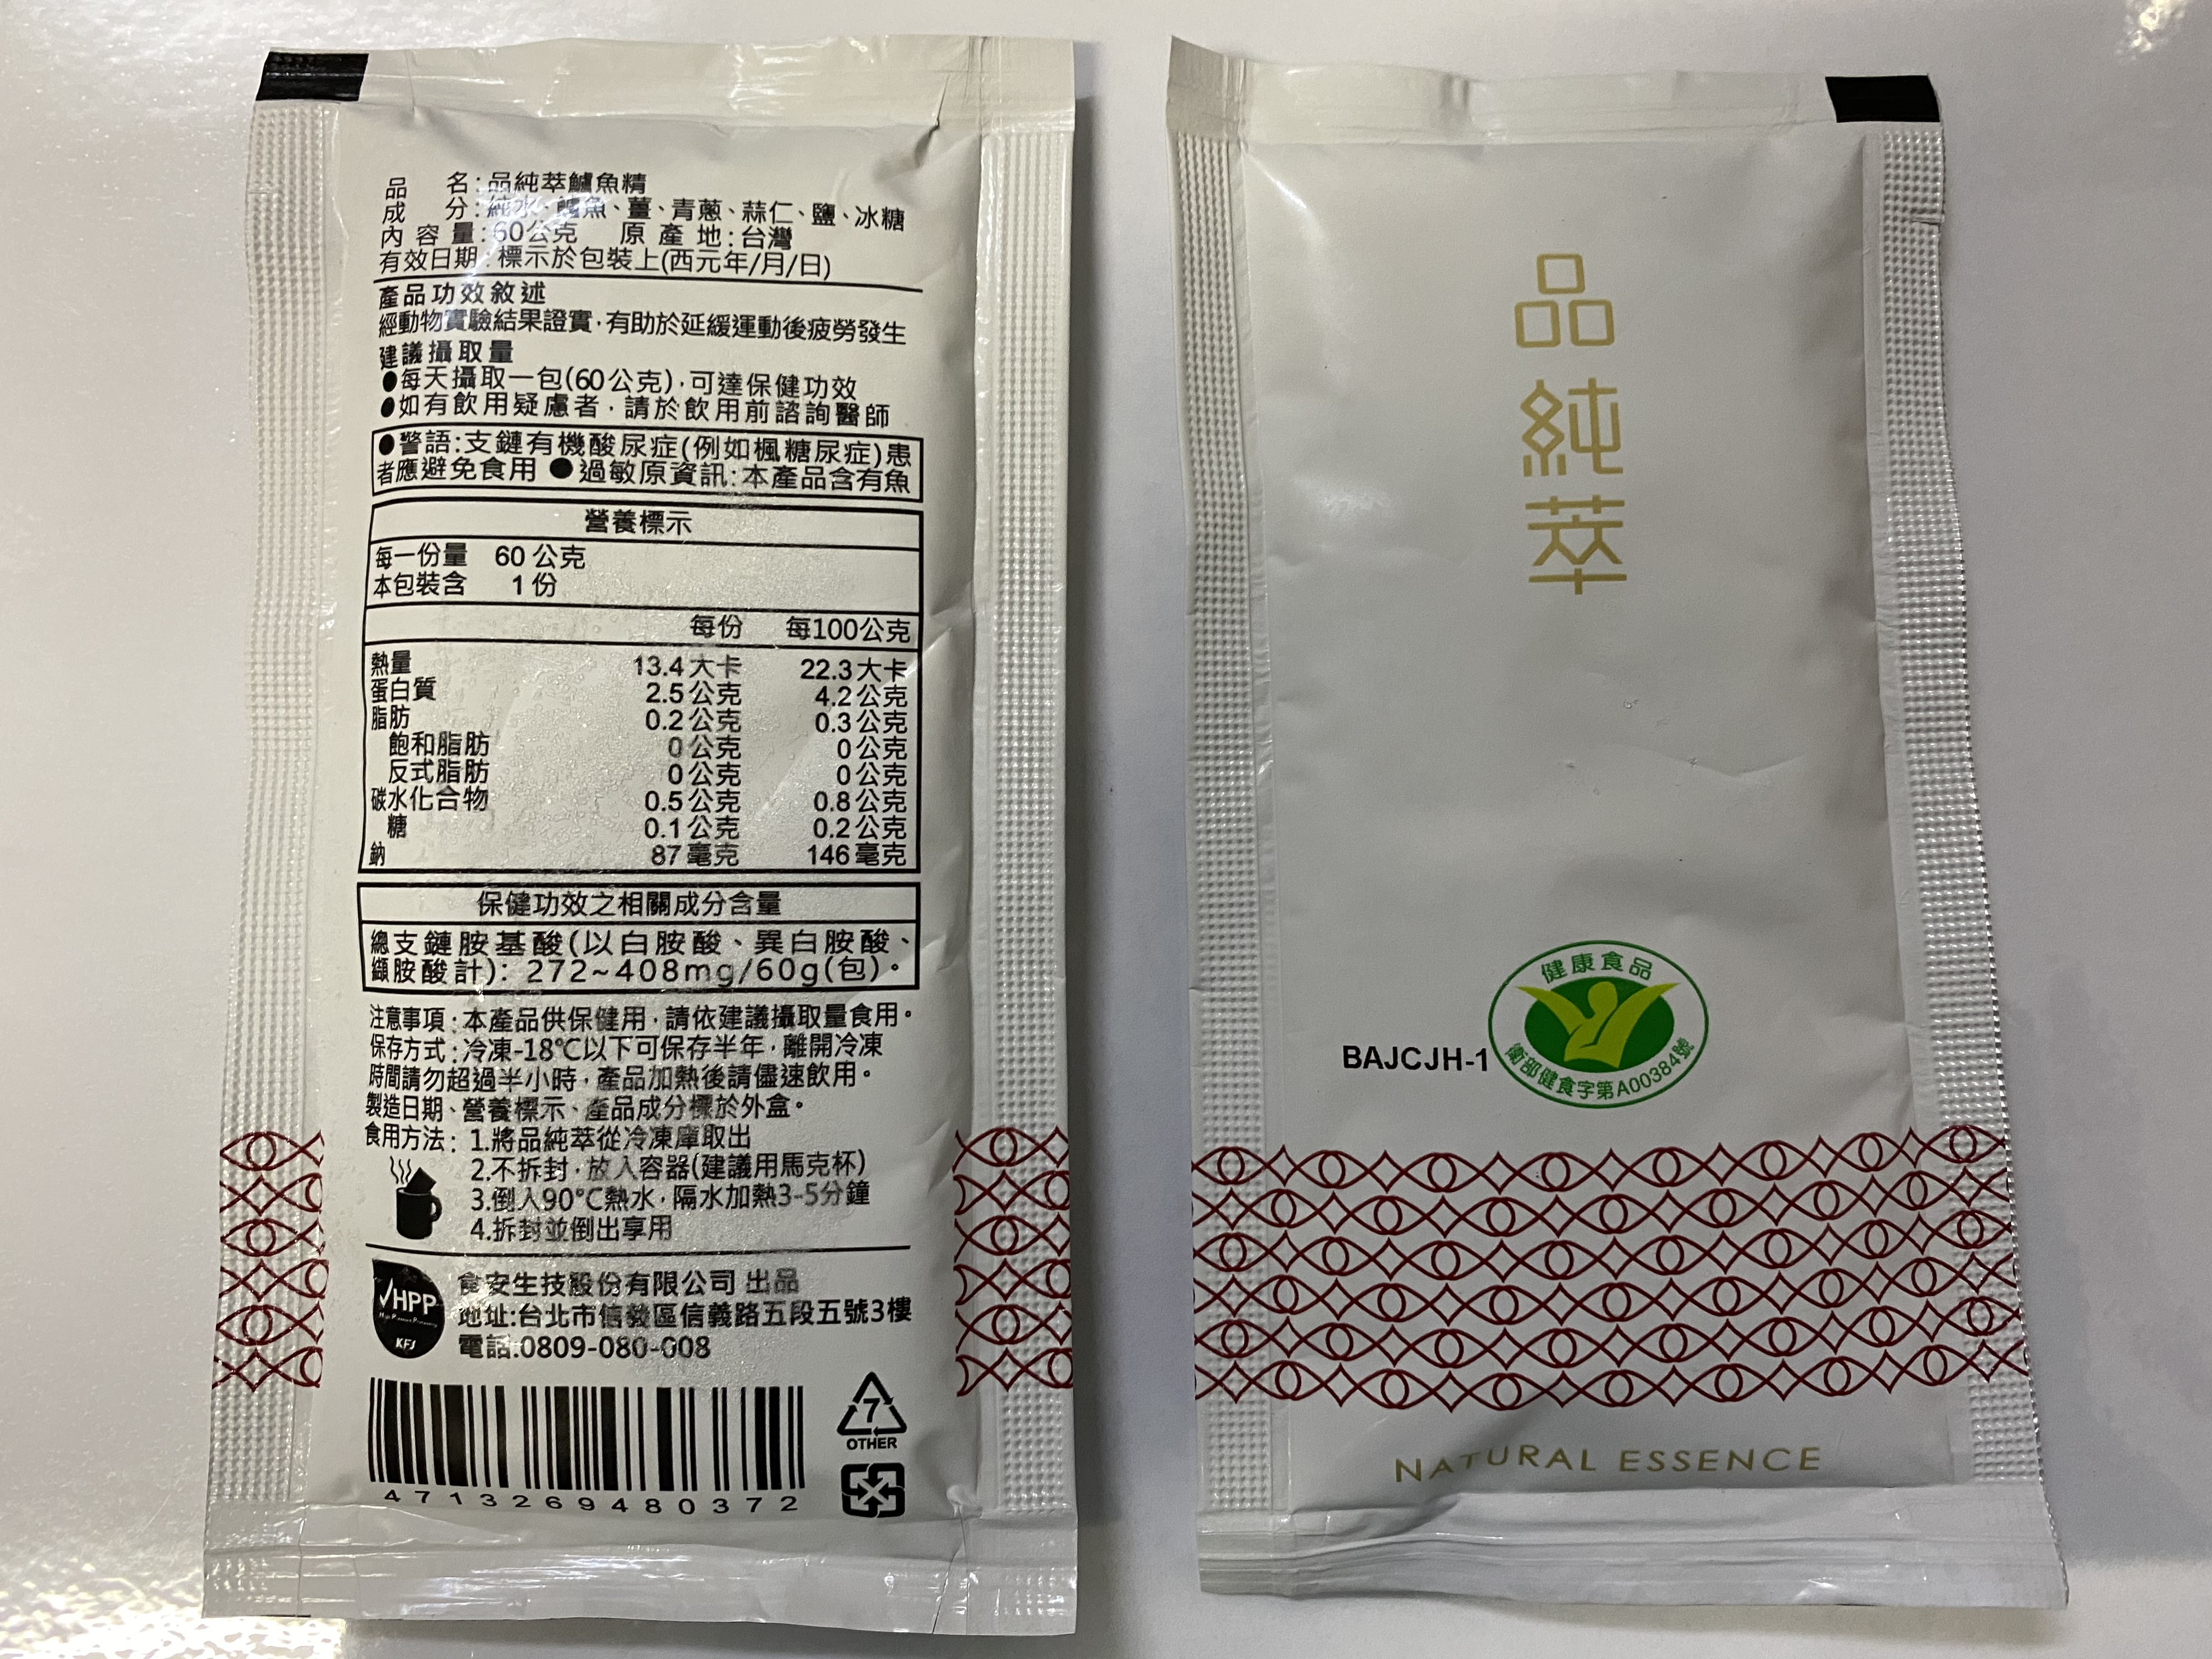 品 名:品純萃鱸魚精
成 分:純水、鱸魚、薑、青蔥、蒜仁、鹽、冰糖
內容量:60公克 原產地:台灣
有效日期:標示於包裝上(西元年/月/日)
產品功效敘述
經動物實驗結果證實,有助於延緩運動後疲勞發生
建議攝取量
●每天攝取一包(60公克),可達保健功效
●如有飲用疑慮者,請於飲用前諮詢醫師
●警語:支鏈有機酸尿症(例如楓糖尿症)患
者應避免食用 ●過敏原資訊:本產品含有魚
營養標示
每一份量 60公克
本包裝含 1份
每份 每100公克
熱量 13.4大卡 22.3大卡
蛋白質 2.5公克 4.2公克
脂肪 0.2公克 0.3公克
飽和脂肪 0公克 0公克
反式脂肪 0公克 0公克
碳水化合物 0.5公克 0.8公克
糖 0.1公克 0.2公克
鈉 87毫克 146毫克
保健功效之相關成分含量
總支鏈胺基酸(以白胺酸、異白胺酸、
纈胺酸計): 272~408mg/60g(包)。
注意事項:本產品供保健用,請依建議攝取量食用。
保存方式:冷凍-18℃以下可保存半年,離開冷凍
時間請勿超過半小時,產品加熱後請儘速飲用。
製造日期、營養標示、產品成分標於外盒。
食用方法: 1.將品純萃從冷凍庫取出
2.不拆封,放入容器(建議用馬克杯)
3.倒入90℃熱水,隔水加熱3-5分鐘
4.拆封並倒出享用
HPP
High Pressure Processing
KFJ
食安生技股份有限公司 出品
地址:台北市信義區信義路五段五號3樓
電話:0809-080-008
7
OTHER
4713269480372
品純萃
健康食品
BAJCJH-1
衛部健食字第A00384號
NATURAL ESSENCE